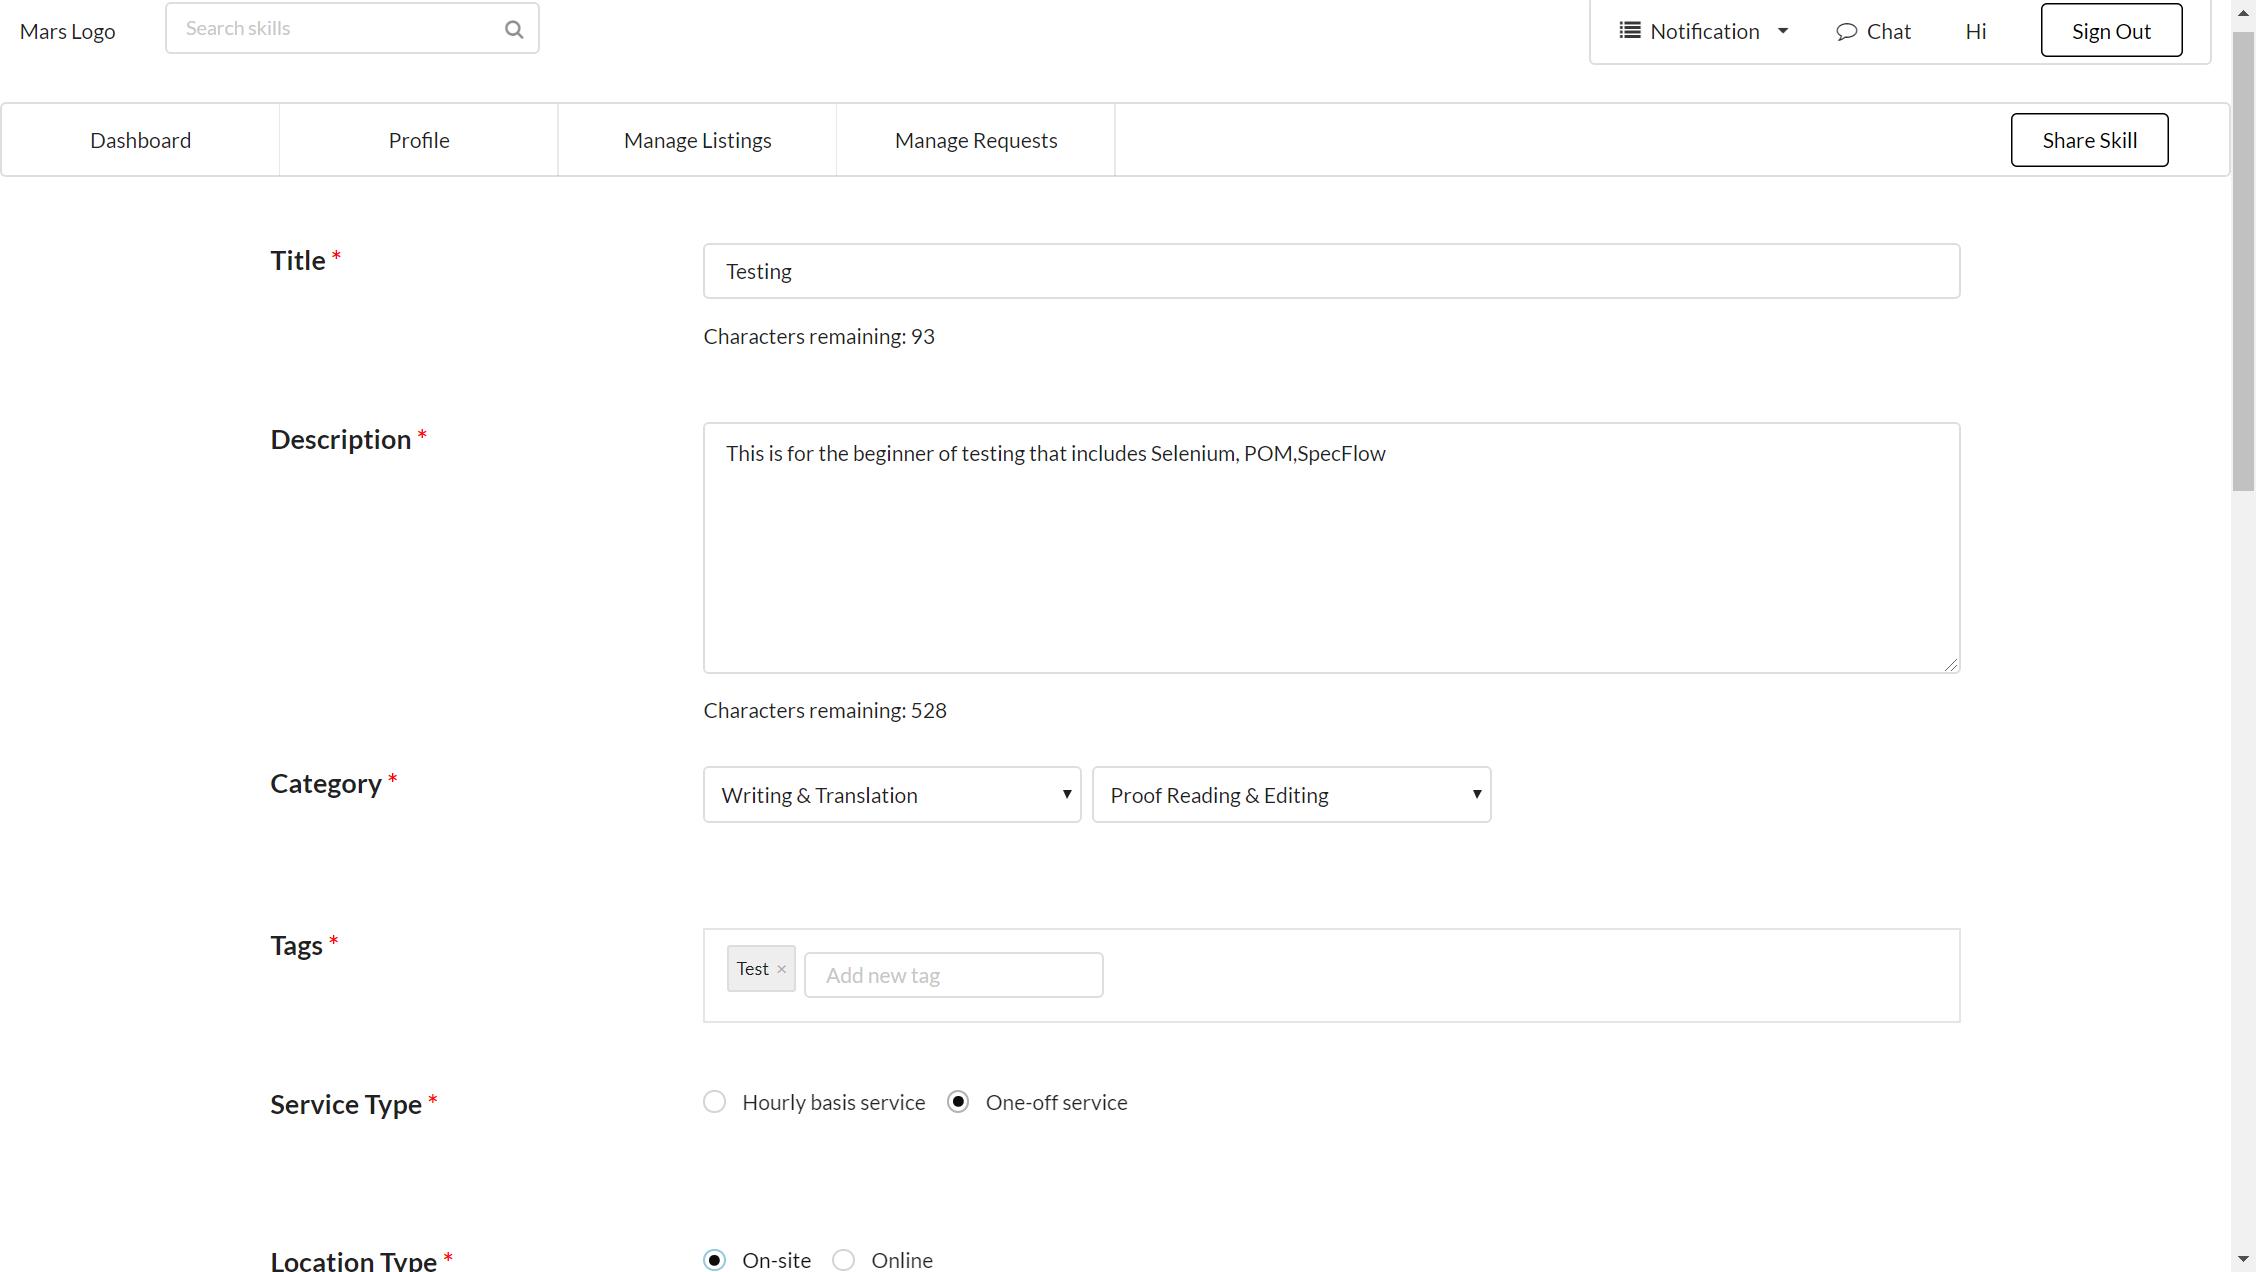 Mars Logo
Search skills
Notification
Chat
Hi
Sign Out
Dashboard
Profile
Manage Listings
Manage Requests
Share Skill
Title *
Testing
Characters remaining: 93
Description *
This is for the beginner of testing that includes Selenium, POM,SpecFlow
Characters remaining: 528
Category *
Writing & Translation
Proof Reading & Editing
Tags *
Test ×
Add new tag
Service Type *
Hourly basis service
One-off service
Location Type *
On-site
Online